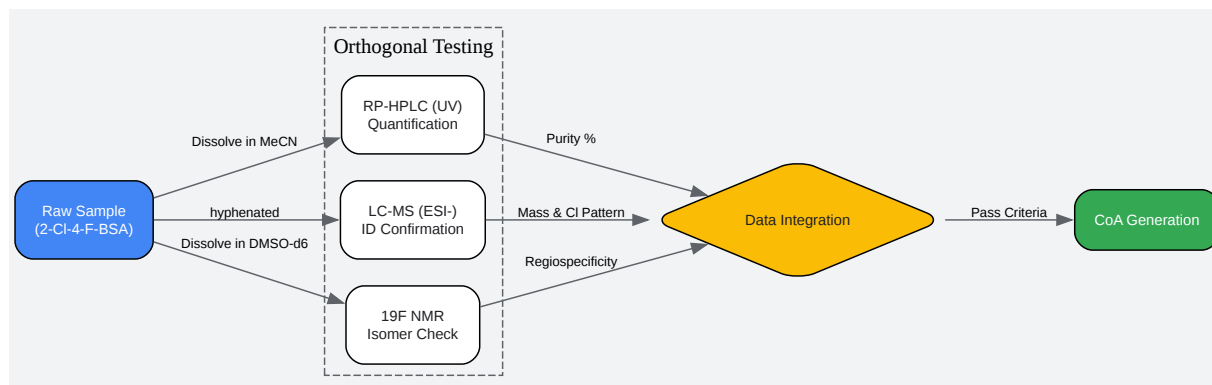 Orthogonal Testing
RP-HPLC (UV)
Quantification
Dissolve in MeCN
Purity %
Raw Sample
(2-Cl-4-F-BSA)
hyphenated
LC-MS (ESI-)
ID Confirmation
Mass & Cl Pattern
Data Integration
Pass Criteria
CoA Generation
Dissolve in DMSO-d6
Regiospecificity
19F NMR
Isomer Check